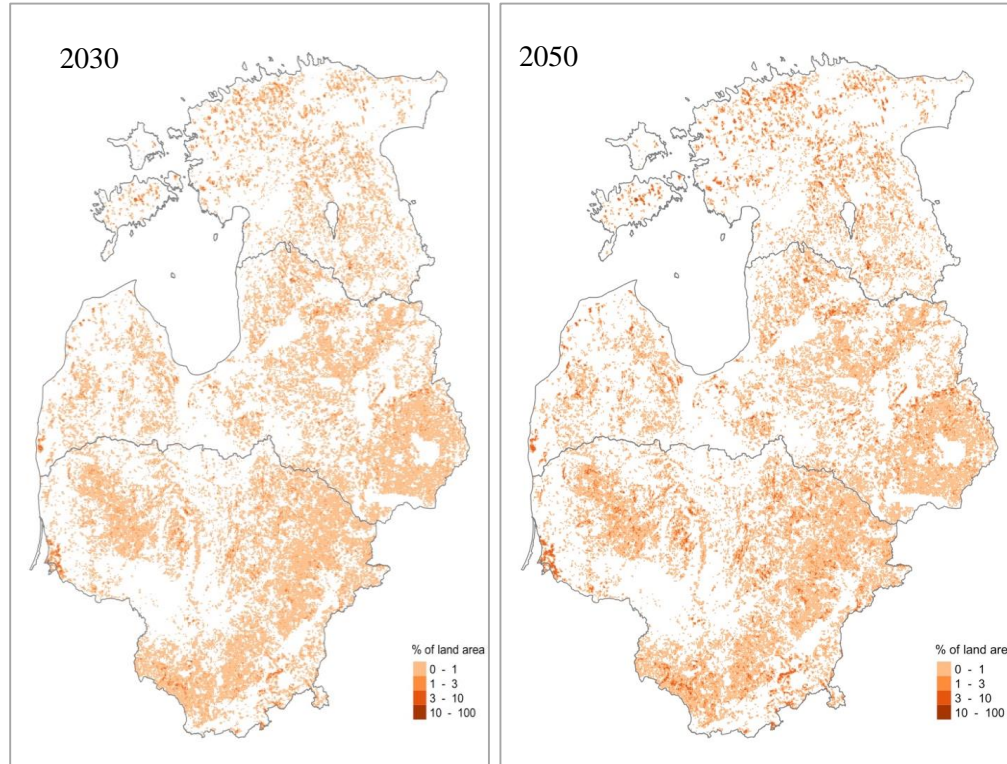 2030
% of land area
0 - 1
1 - 3
3 - 10
10 - 100
2050
% of land are
0 - 1
1 - 3
3 - 10
10 - 100